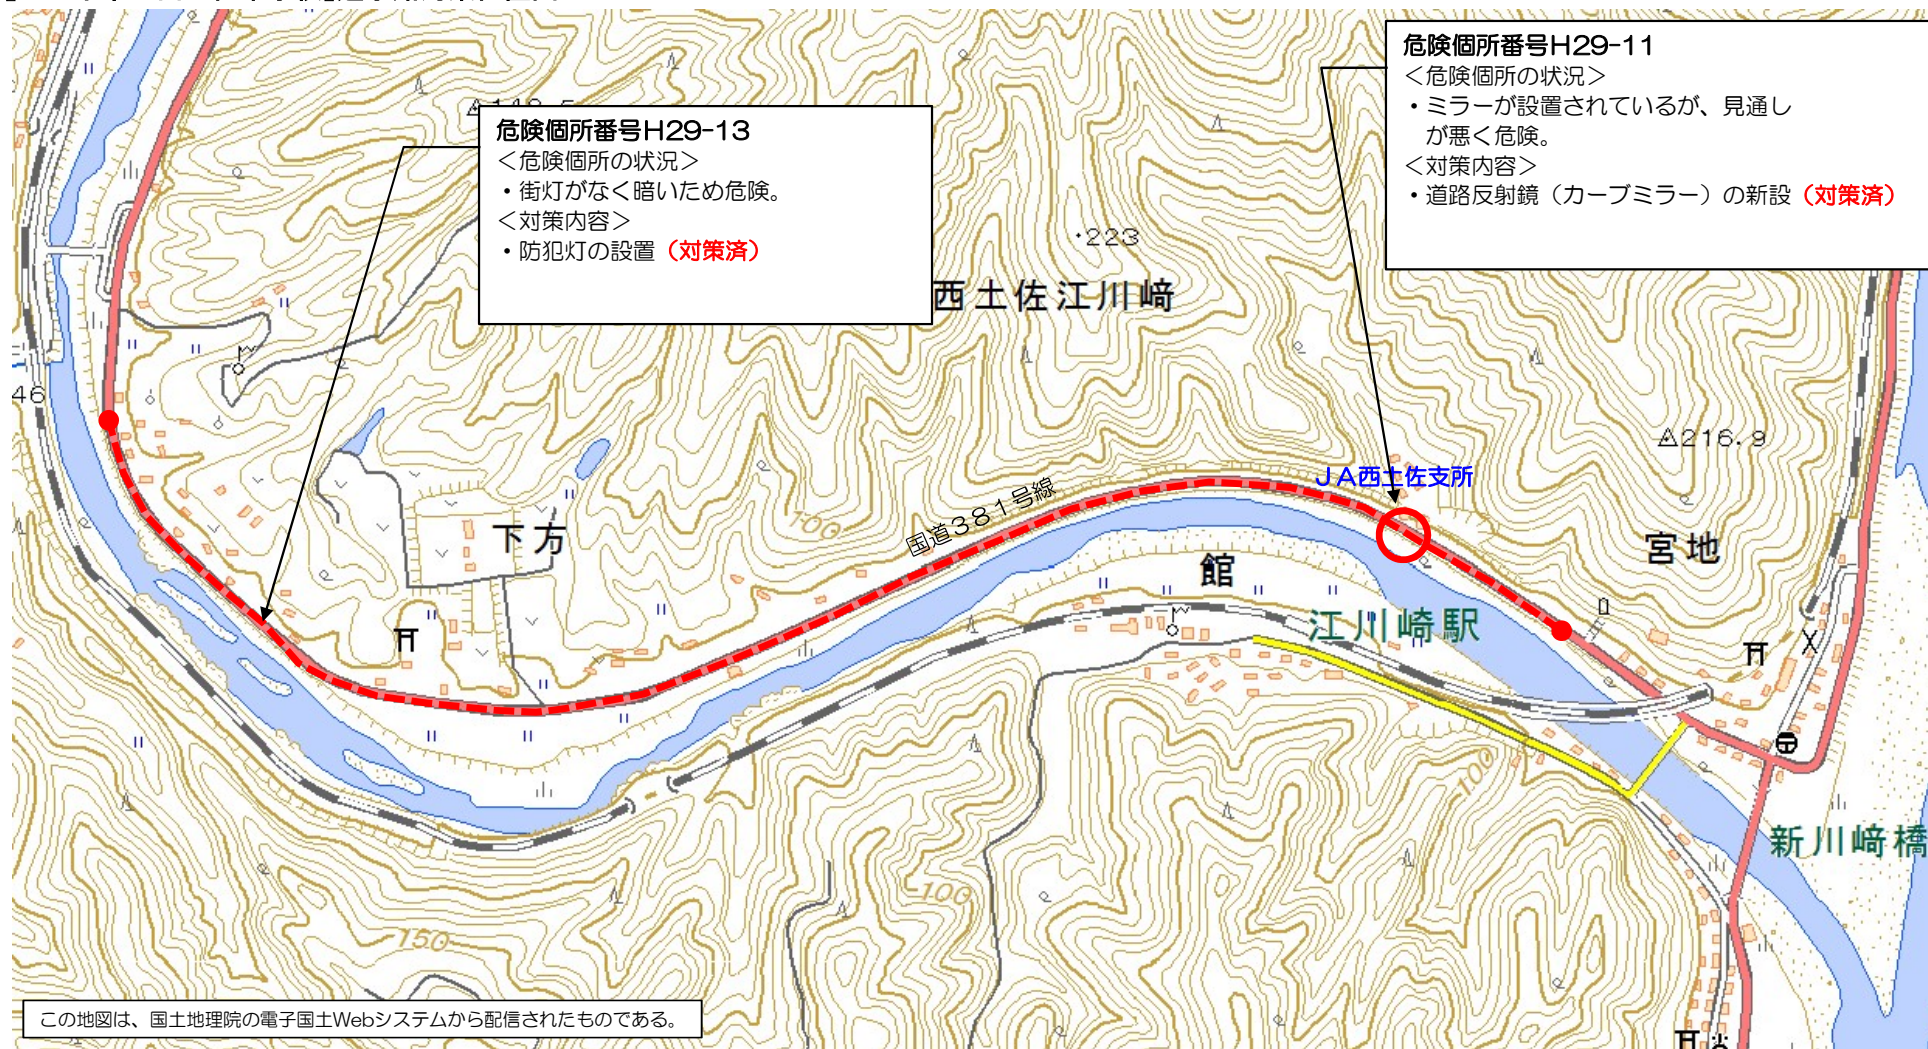 危険個所番号H29-11
＜危険個所の状況＞
・ミラーが設置されているが、見通し
が悪く危険。
＜対策内容＞
・道路反射鏡（カーブミラー）の新設（対策済）
危険個所番号H29-13
＜危険個所の状況＞
・街灯がなく暗いため危険。
＜対策内容＞
・防犯灯の設置（対策済）
・223
西土佐江川﨑
46
216.9
JA西土佐支所
国道381号線
100
下方
宮地
館
江川崎駅
100
新川﨑橋
100
150
この地図は、国土地理院の電子国土Webシステムから配信されたものである。